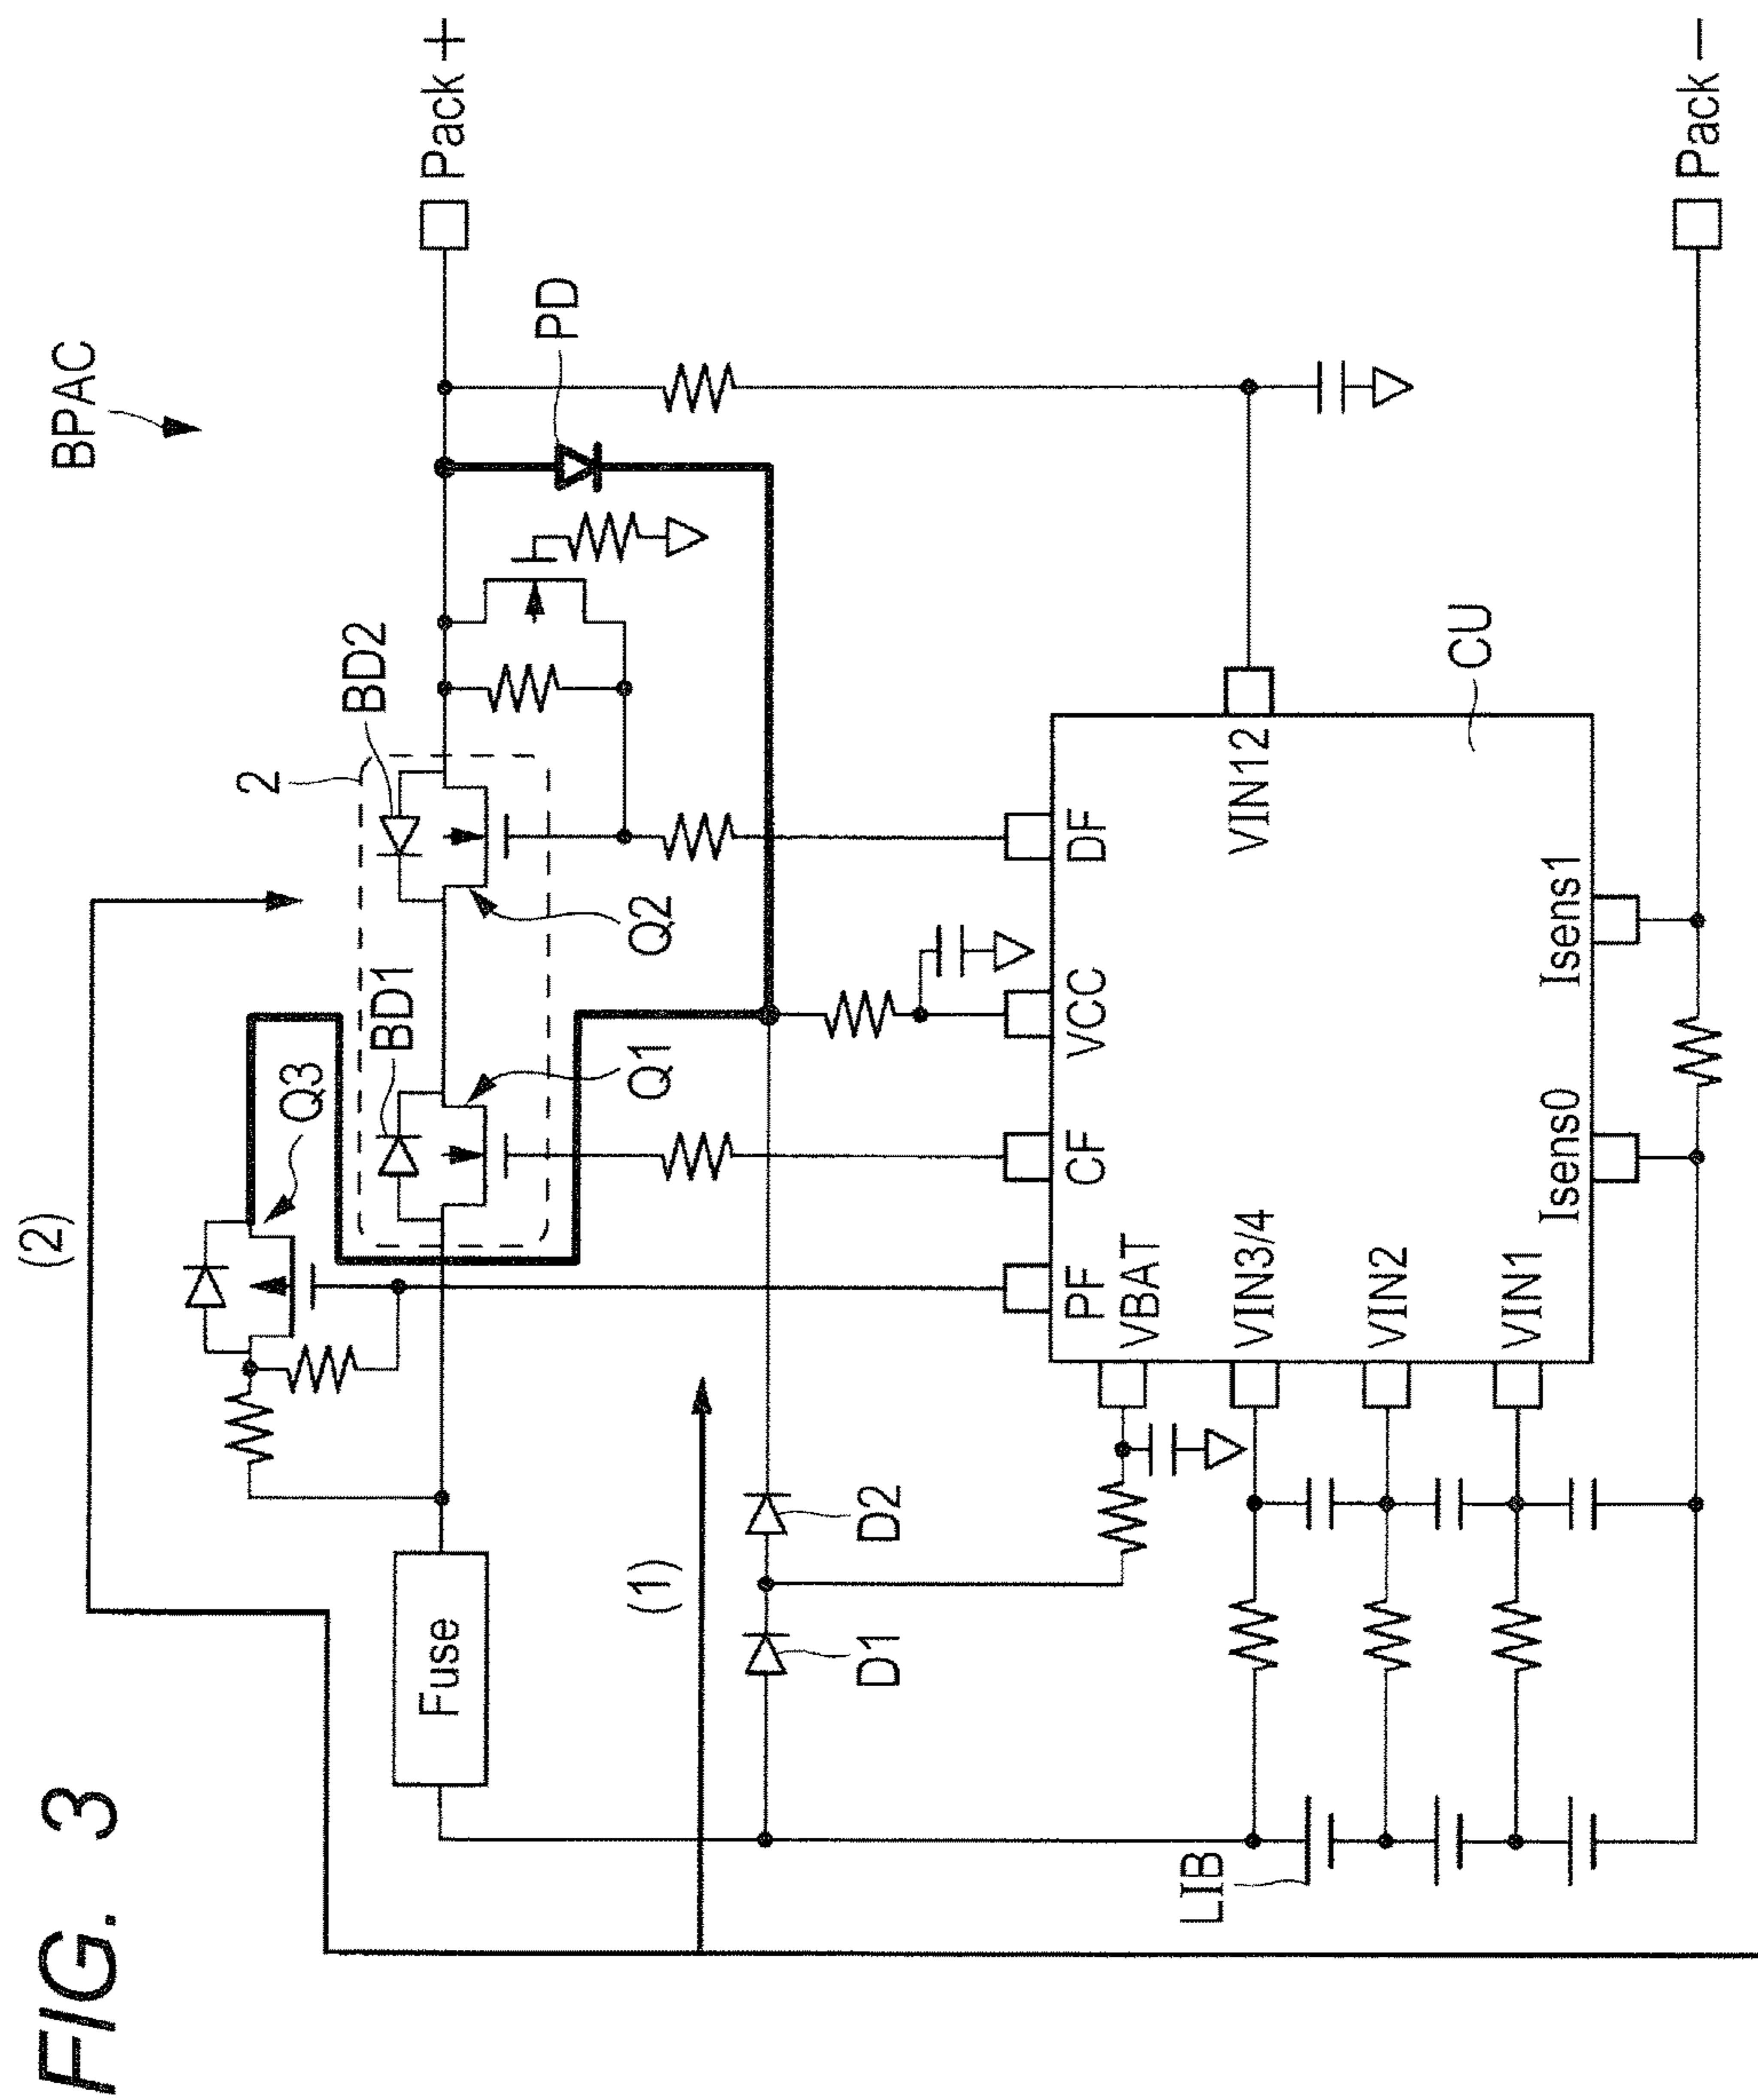 FIG. 3
BPAC
(2)
Q3
2
BD1
BD2
PD
Pack+
Fuse
Q1
Q2
(1)
D1
D2
PF
CF
VCC
DF
VBAT
VIN3/4
VIN2
VIN1
VIN12
CU
LIB
Isens0
Isens1
Pack−